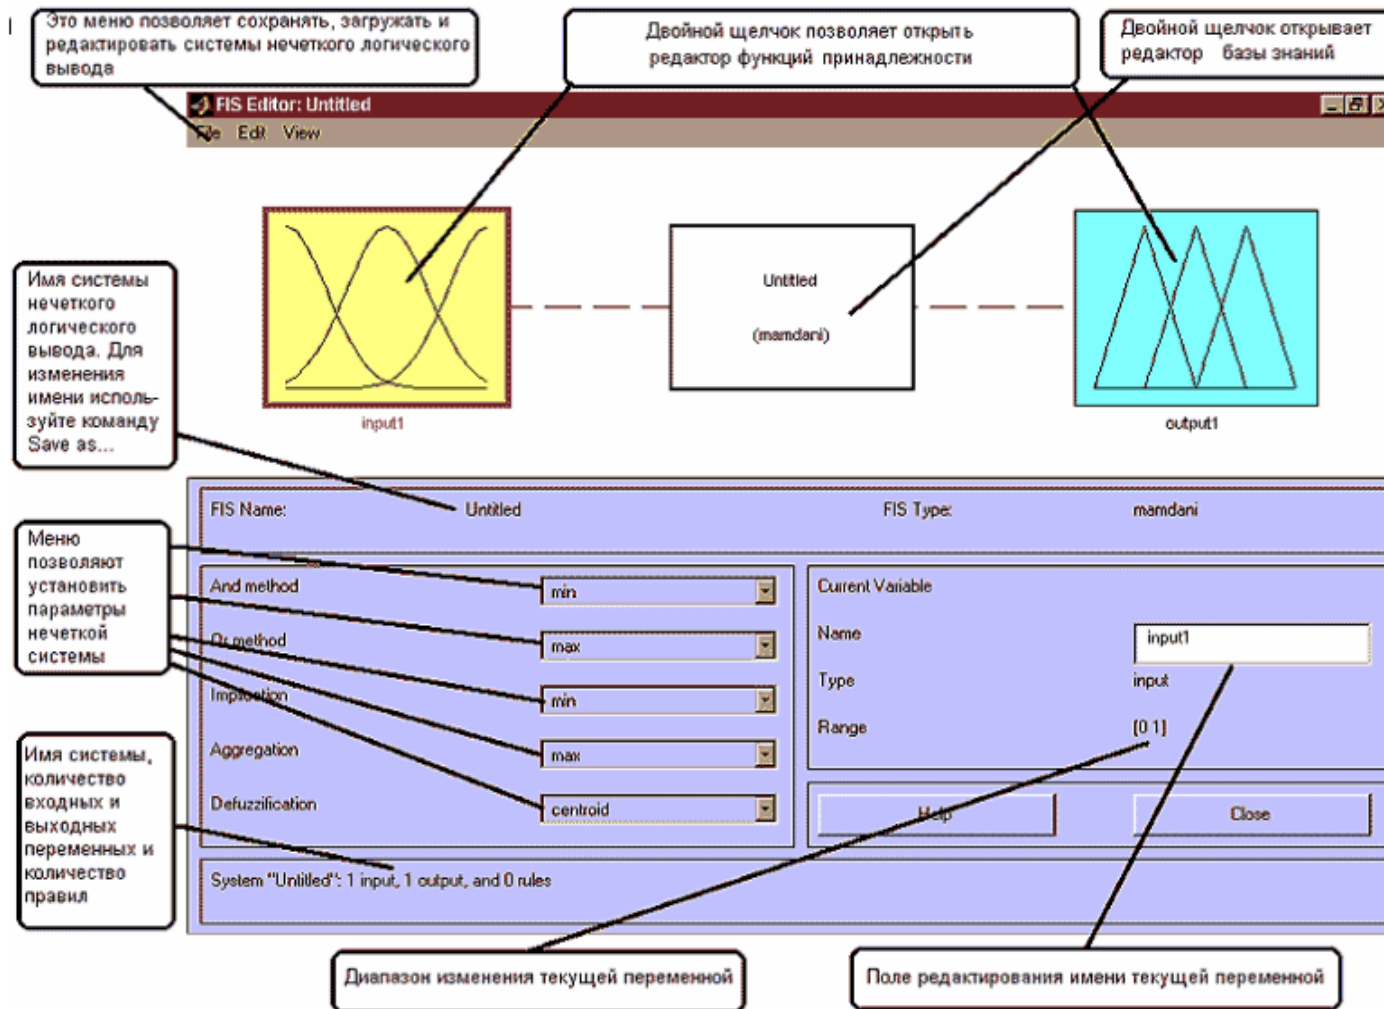 Это меню позволяет сохранять, загружать и
редактировать системы нечеткого логического
вывода
Двойной щелчок позволяет открыть
редактор функций принадлежности
Двойной щелчок открывает
редактор базы знаний
FIS Editor: Untitled
File Edit View
Имя системы
нечеткого
логического
вывода. Для
изменения
имени исполь-
зуйте команду
Save as...
input1
Untitled
(mamdani)
output1
FIS Name: Untitled FIS Type: mamdani
Меню
позволяют
установить
параметры
нечеткой
системы
And method min
Or method max
Implication min
Aggregation max
Defuzzification centroid
Current Variable
Name input1
Type input
Range [0 1]
Help Close
Имя системы,
количество
входных и
выходных
переменных и
количество
правил
System "Untitled": 1 input, 1 output, and 0 rules
Диапазон изменения текущей переменной
Поле редактирования имени текущей переменной